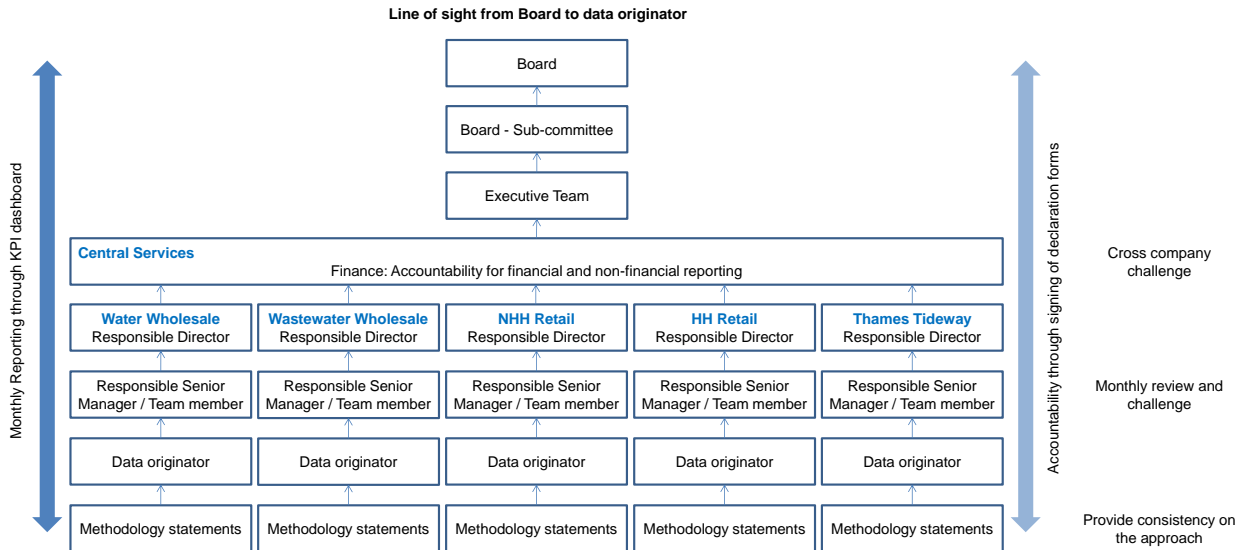 Line of sight from Board to data originator
Board
Board - Sub-committee
Executive Team
Monthly Reporting through KPI dashboard
Accountability through signing of declaration forms
Central Services
Finance: Accountability for financial and non-financial reporting
Cross company
challenge
Water Wholesale
Responsible Director
Wastewater Wholesale
Responsible Director
NHH Retail
Responsible Director
HH Retail
Responsible Director
Thames Tideway
Responsible Director
Responsible Senior
Manager / Team member
Responsible Senior
Manager / Team member
Responsible Senior
Manager / Team member
Responsible Senior
Manager / Team member
Responsible Senior
Manager / Team member
Monthly review and
challenge
Data originator
Data originator
Data originator
Data originator
Data originator
Methodology statements
Methodology statements
Methodology statements
Methodology statements
Methodology statements
Provide consistency on
the approach